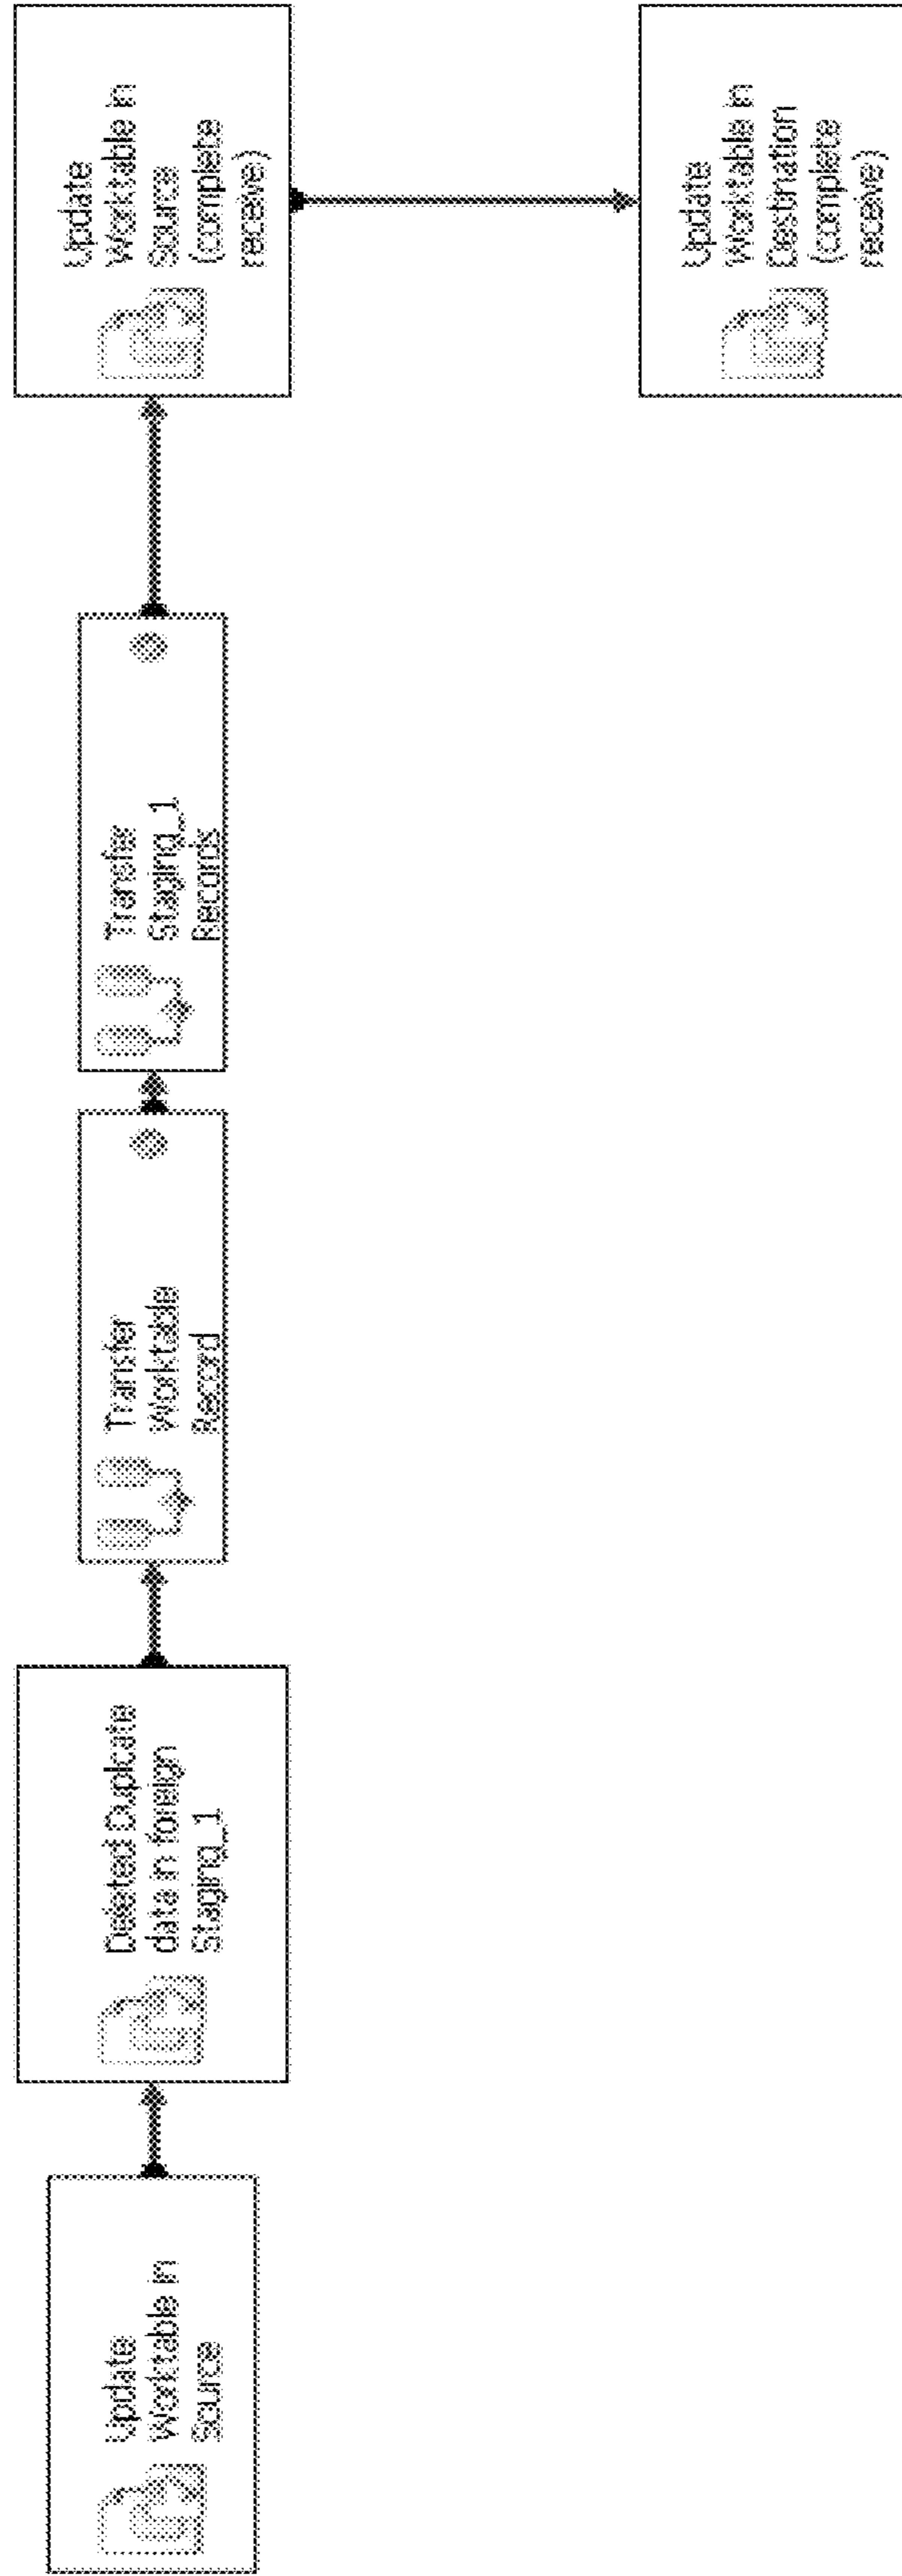 Update
Worktable in
Source
Deleted Duplicate
data in foreign
Staging_1
Transfer
Worktable
Record
Transfer
Staging_1
Records
Update
Worktable in
Source
(complete
receive)
Update
Worktable in
Destination
(complete
receive)